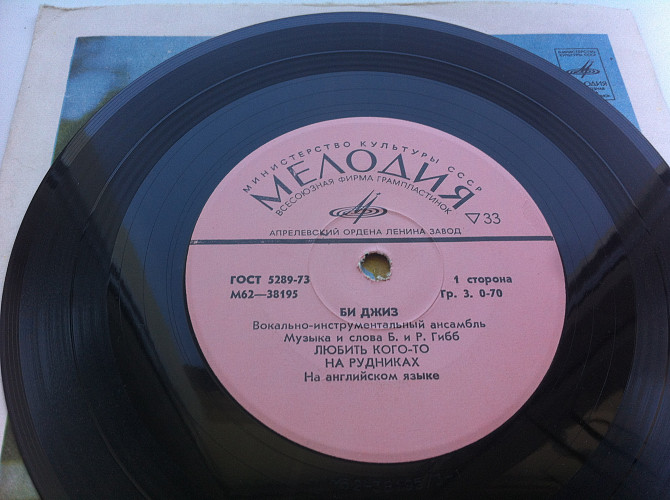 МИНИСТЕРСТВО КУЛЬТУРЫ СССР
МЕЛОДИЯ
ВСЕСОЮЗНАЯ ФИРМА ГРАМПЛАСТИНОК
33
АПРЕЛЕВСКИЙ ОРДЕНА ЛЕНИНА ЗАВОД
ГОСТ 5289-73
1 сторона
М62—38195
Гр. 3. 0-70
БИ ДЖИЗ
Вокально-инструментальный ансамбль
Музыка и слова Б. и Р. Гибб
ЛЮБИТЬ КОГО-ТО
НА РУДНИКАХ
На английском языке